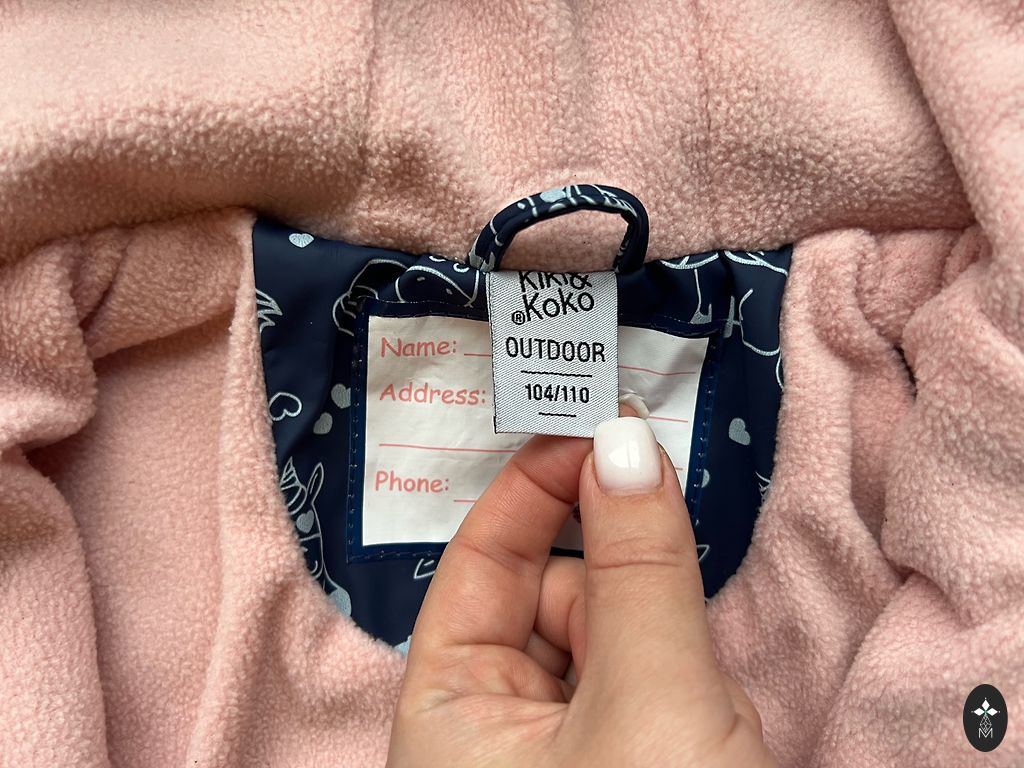 KIKI&
®Koko
OUTDOOR
104/110
Name:
Address:
Phone:
M